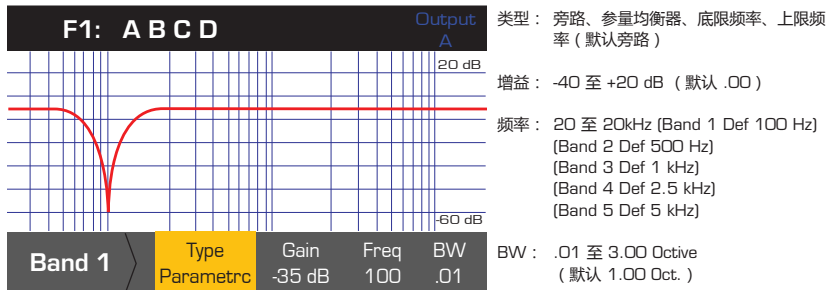 F1: A B C D
Output
A
20 dB
-60 dB
Band 1
Type
Parametrc
Gain
-35 dB
Freq
100
BW
.01
类型： 旁路、参量均衡器、底限频率、上限频
率（默认旁路）
增益： -40 至 +20 dB （默认 .00）
频率： 20 至 20kHz (Band 1 Def 100 Hz)
(Band 2 Def 500 Hz)
(Band 3 Def 1 kHz)
(Band 4 Def 2.5 kHz)
(Band 5 Def 5 kHz)
BW： .01 至 3.00 Octive
（默认 1.00 Oct.）